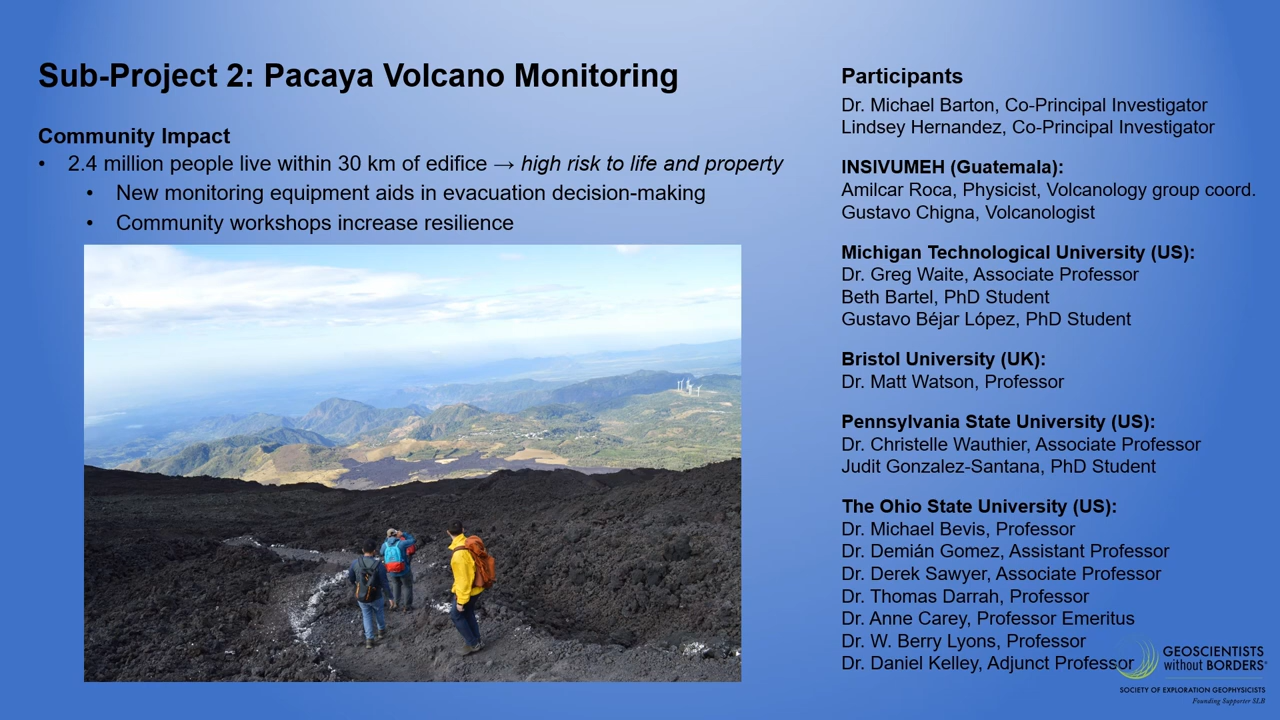 Sub-Project 2: Pacaya Volcano Monitoring
Community Impact
• 2.4 million people live within 30 km of edifice → high risk to life and property
• New monitoring equipment aids in evacuation decision-making
• Community workshops increase resilience
Participants
Dr. Michael Barton, Co-Principal Investigator
Lindsey Hernandez, Co-Principal Investigator
INSIVUMEH (Guatemala):
Amilcar Roca, Physicist, Volcanology group coord.
Gustavo Chigna, Volcanologist
Michigan Technological University (US):
Dr. Greg Waite, Associate Professor
Beth Bartel, PhD Student
Gustavo Béjar López, PhD Student
Bristol University (UK):
Dr. Matt Watson, Professor
Pennsylvania State University (US):
Dr. Christelle Wauthier, Associate Professor
Judit Gonzalez-Santana, PhD Student
The Ohio State University (US):
Dr. Michael Bevis, Professor
Dr. Demián Gomez, Assistant Professor
Dr. Derek Sawyer, Associate Professor
Dr. Thomas Darrah, Professor
Dr. Anne Carey, Professor Emeritus
Dr. W. Berry Lyons, Professor
Dr. Daniel Kelley, Adjunct Professor
GEOSCIENTISTS
without BORDERS®
SOCIETY OF EXPLORATION GEOPHYSICISTS
Founding Supporter SLB